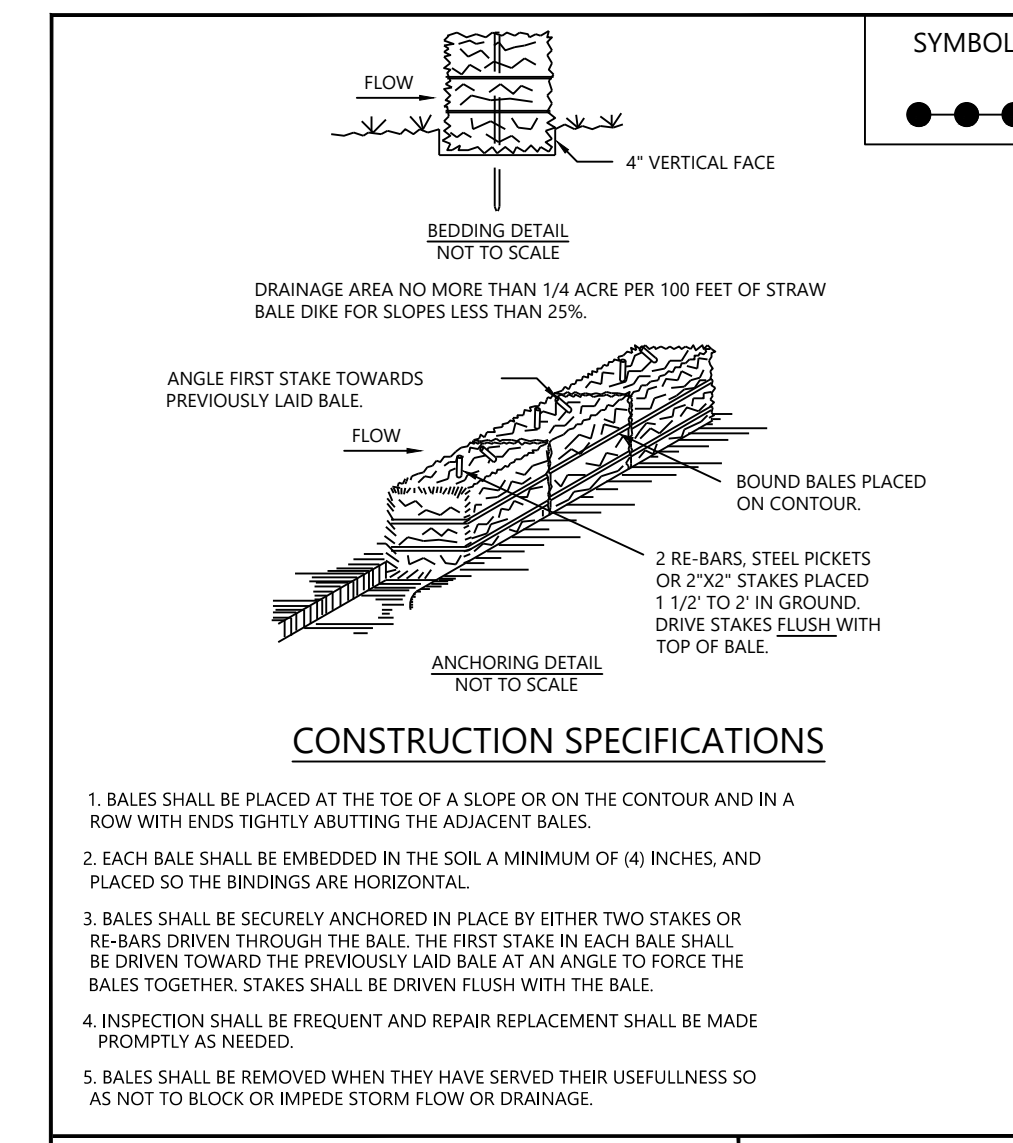 SYMBOL
FLOW
4" VERTICAL FACE
BEDDING DETAIL
NOT TO SCALE
DRAINAGE AREA NO MORE THAN 1/4 ACRE PER 100 FEET OF STRAW
BALE DIKE FOR SLOPES LESS THAN 25%.
ANGLE FIRST STAKE TOWARDS
PREVIOUSLY LAID BALE.
FLOW
BOUND BALES PLACED
ON CONTOUR.
2 RE-BARS, STEEL PICKETS
OR 2"X2" STAKES PLACED
1 1/2' TO 2' IN GROUND.
DRIVE STAKES FLUSH WITH
TOP OF BALE.
ANCHORING DETAIL
NOT TO SCALE
CONSTRUCTION SPECIFICATIONS
1. BALES SHALL BE PLACED AT THE TOE OF A SLOPE OR ON THE CONTOUR AND IN A
ROW WITH ENDS TIGHTLY ABUTTING THE ADJACENT BALES.
2. EACH BALE SHALL BE EMBEDDED IN THE SOIL A MINIMUM OF (4) INCHES, AND
PLACED SO THE BINDINGS ARE HORIZONTAL.
3. BALES SHALL BE SECURELY ANCHORED IN PLACE BY EITHER TWO STAKES OR
RE-BARS DRIVEN THROUGH THE BALE. THE FIRST STAKE IN EACH BALE SHALL
BE DRIVEN TOWARD THE PREVIOUSLY LAID BALE AT AN ANGLE TO FORCE THE
BALES TOGETHER. STAKES SHALL BE DRIVEN FLUSH WITH THE BALE.
4. INSPECTION SHALL BE FREQUENT AND REPAIR REPLACEMENT SHALL BE MADE
PROMPTLY AS NEEDED.
5. BALES SHALL BE REMOVED WHEN THEY HAVE SERVED THEIR USEFULLNESS SO
AS NOT TO BLOCK OR IMPEDE STORM FLOW OR DRAINAGE.